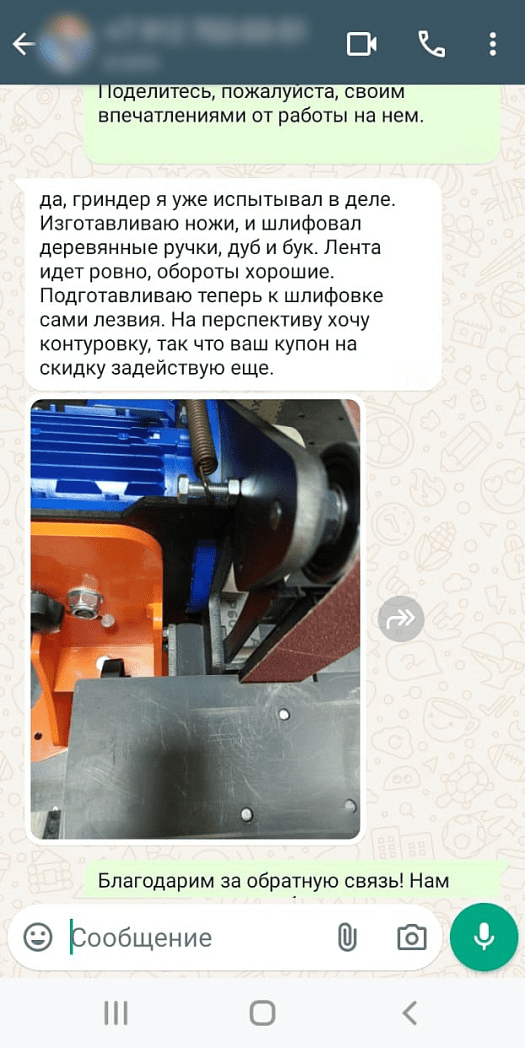 Поделитесь, пожалуйста, своим
впечатлениями от работы на нем.
да, гриндер я уже испытывал в деле.
Изготавливаю ножи, и шлифовал
деревянные ручки, дуб и бук. Лента
идет ровно, обороты хорошие.
Подготавливаю теперь к шлифовке
сами лезвия. На перспективу хочу
контуровку, так что ваш купон на
скидку задействую еще.
Благодарим за обратную связь! Нам
Сообщение